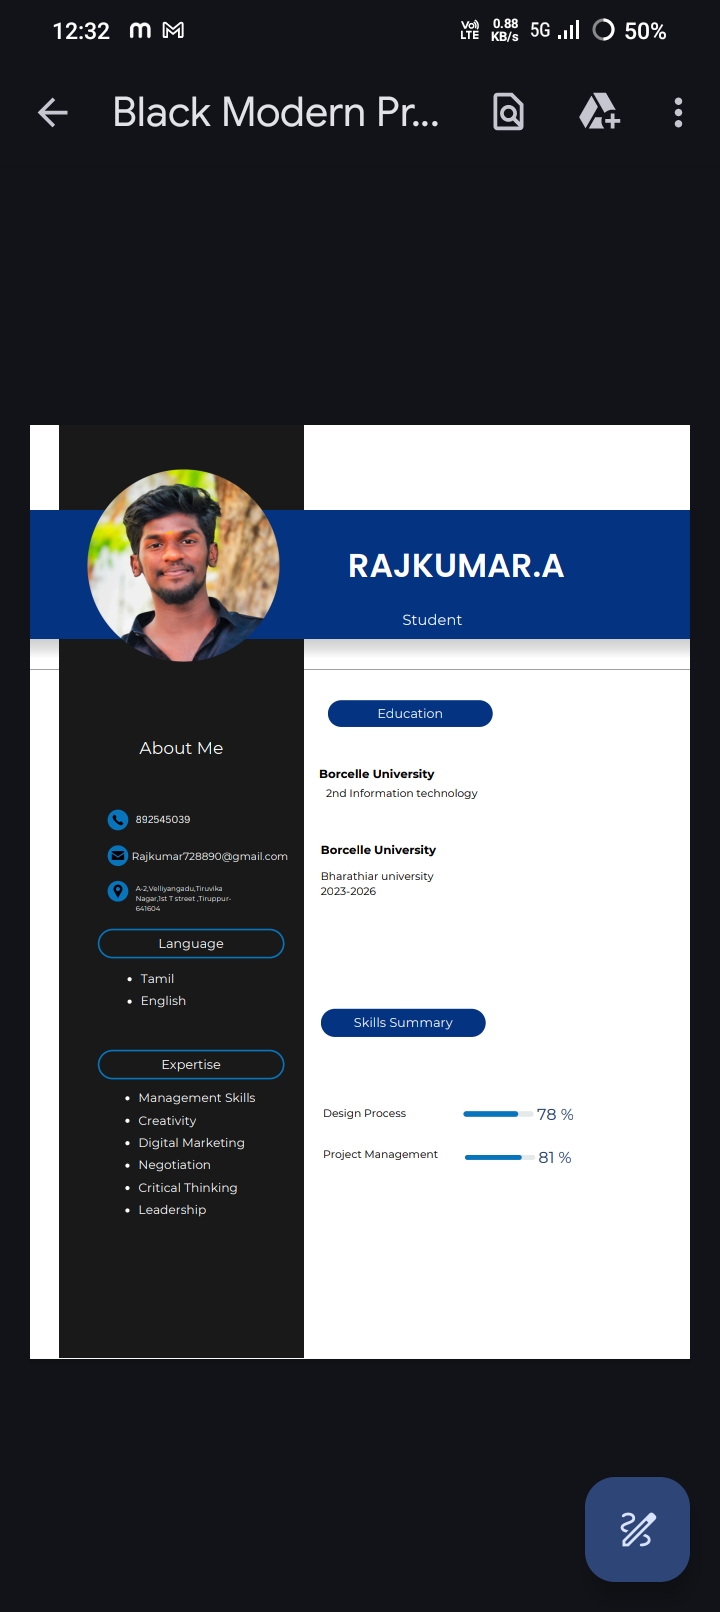 12:32
Vo)) LTE 0.88 KB/s 5G 50%
Black Modern Pr...
RAJKUMAR.A
Student
About Me
892545039
Rajkumar728890@gmail.com
A-2,Velliyangadu,Tiruvika
Nagar,1st T street ,Tiruppur-
641604
Language
Tamil
English
Expertise
Management Skills
Creativity
Digital Marketing
Negotiation
Critical Thinking
Leadership
Education
Borcelle University
2nd Information technology
Borcelle University
Bharathiar university
2023-2026
Skills Summary
Design Process 78 %
Project Management 81 %